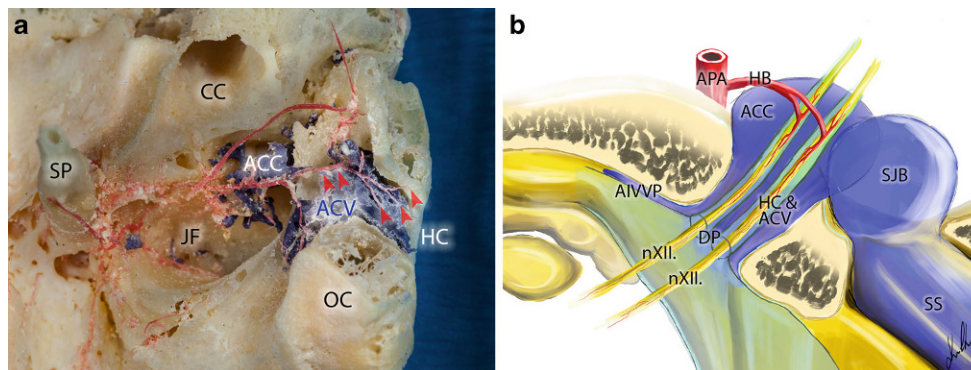 a
CC
SP
ACC
ACV
JF
HC
OC
b
APA
HB
ACC
SJB
AIVVP
HC &
ACV
DP
nXII.
nXII.
SS